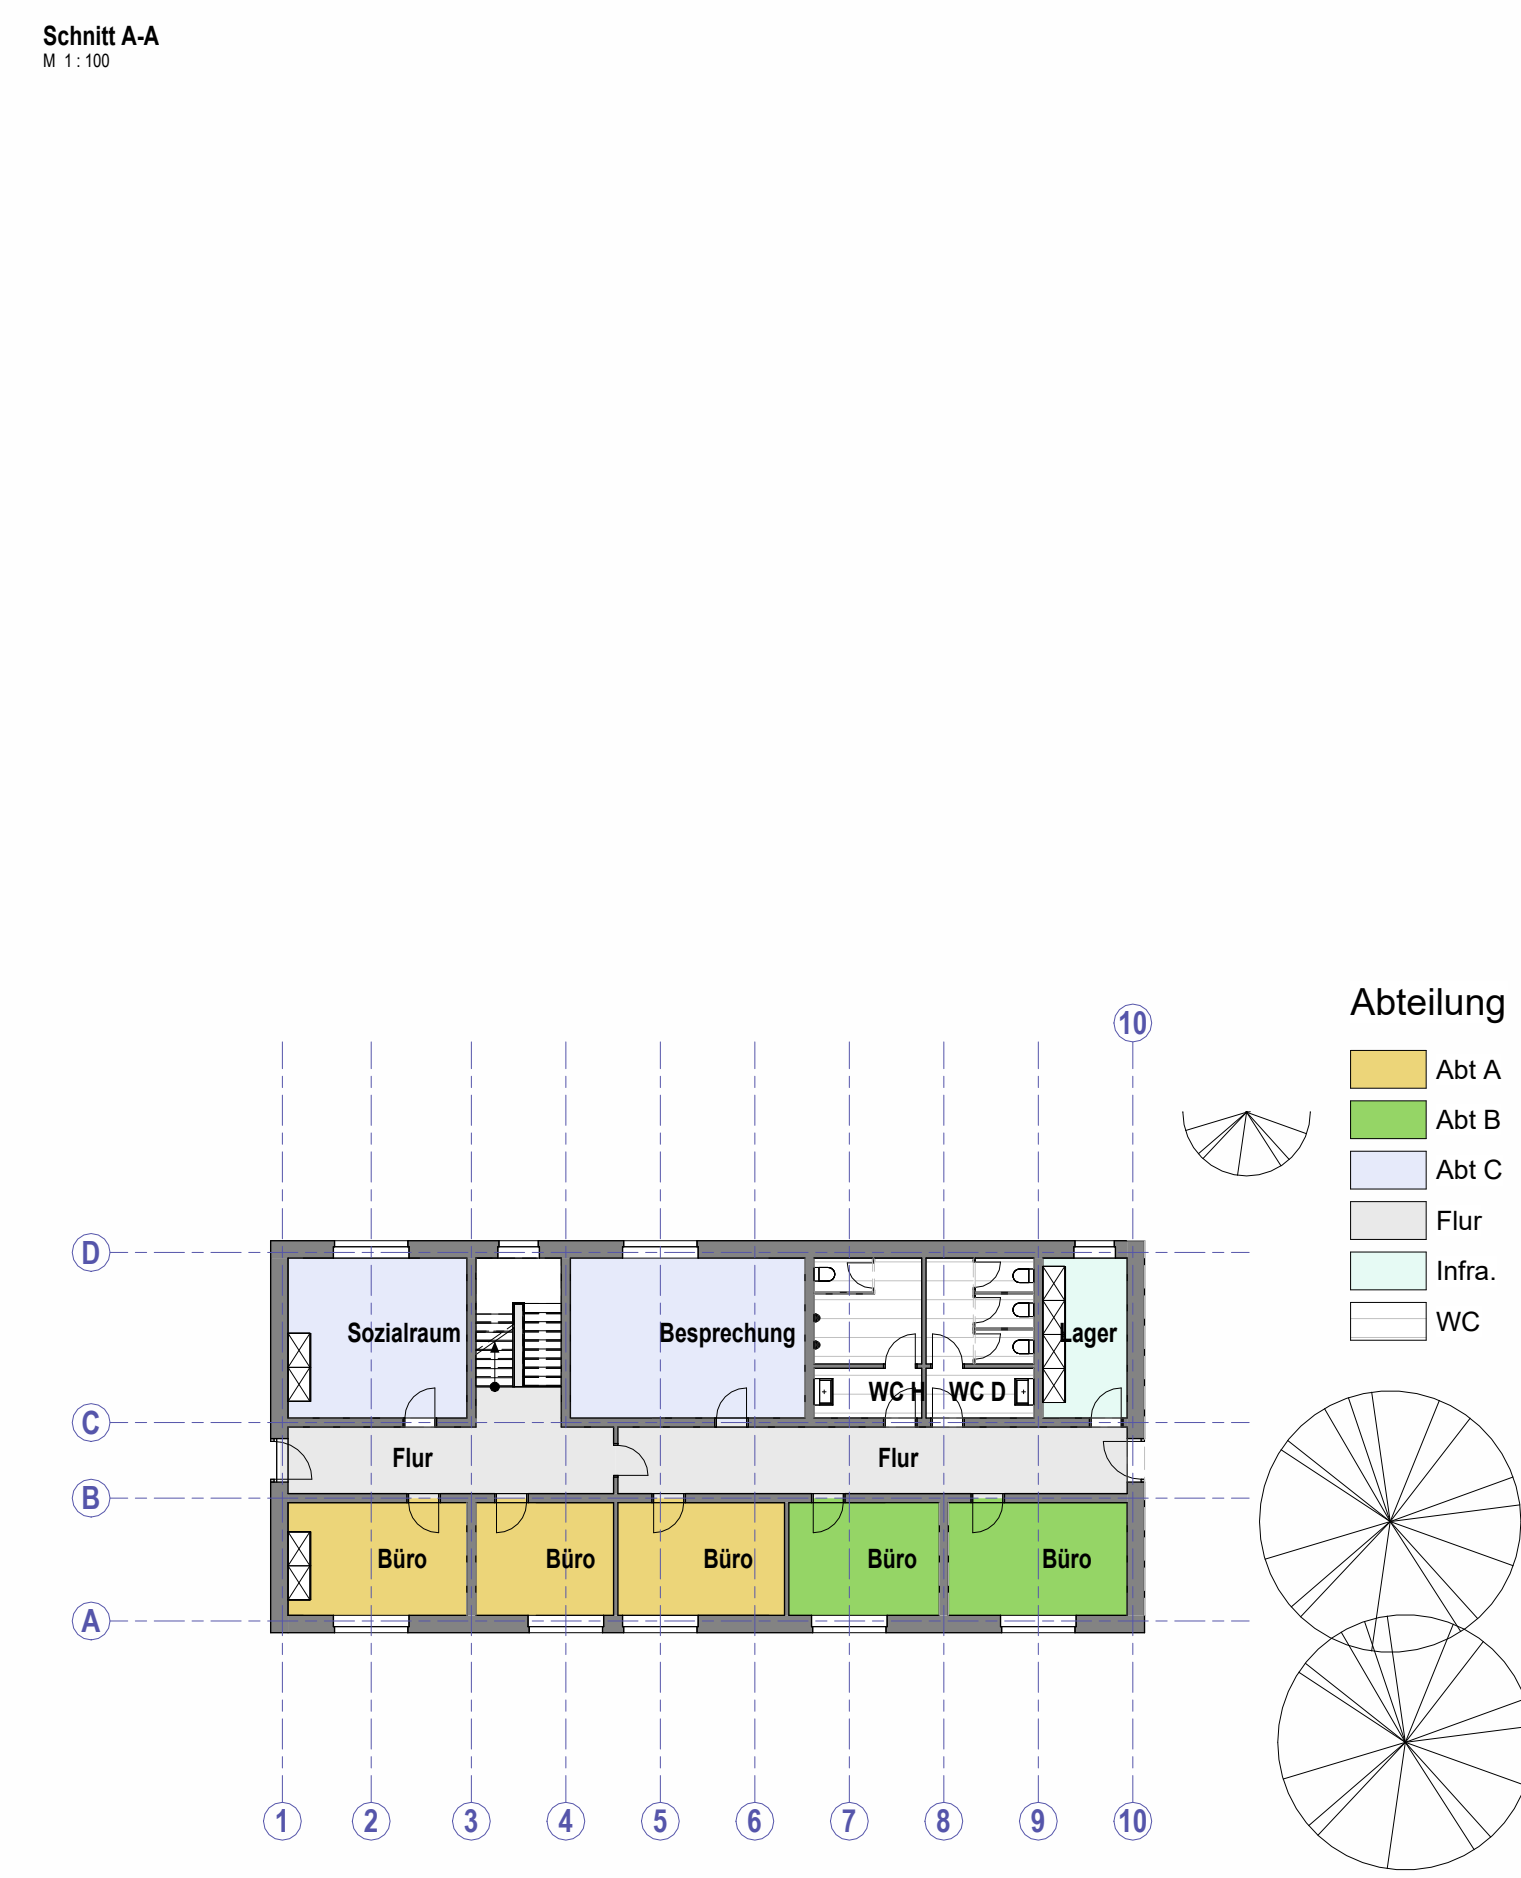 Schnitt A-A
M 1 : 100
Abteilung
10
Abt A
Abt B
Abt C
Flur
Infra.
WC
D
Sozialraum
Besprechung
Lager
WC H
WC D
C
Flur
Flur
B
Büro
Büro
Büro
Büro
Büro
A
1
2
3
4
5
6
7
8
9
10